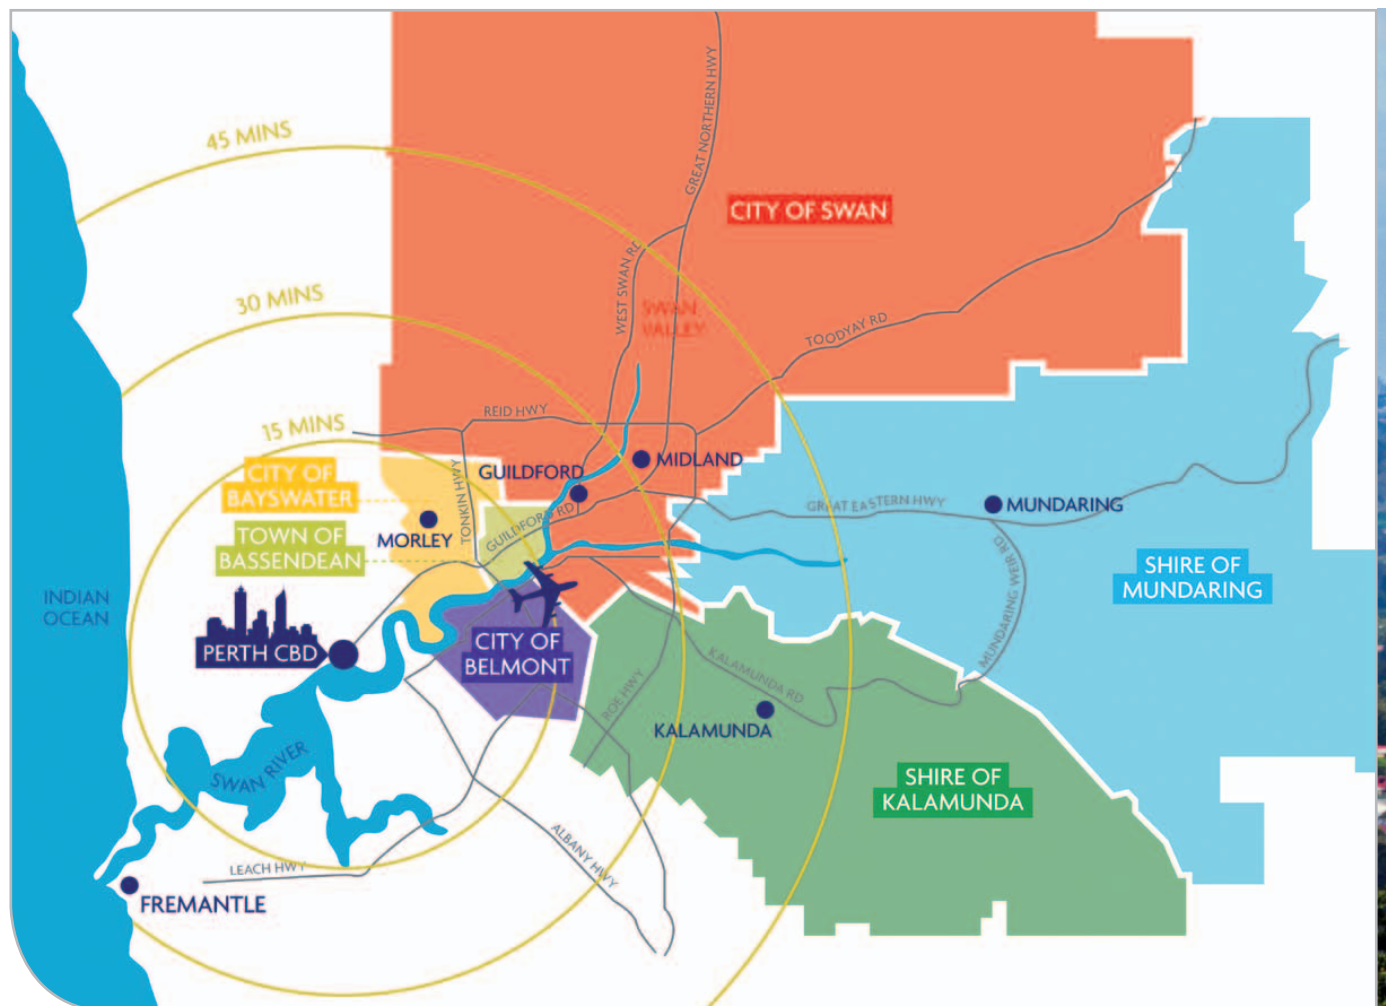 45 MINS
GREAT NORTHERN HWY
CITY OF SWAN
30 MINS
WEST SWAN RD
SWAN
VALLEY
TOODYAY RD
15 MINS
REID HWY
CITY OF
BAYSWATER
TONKIN HWY
GUILDFORD
MIDLAND
TOWN OF
BASSENDEAN
MORLEY
GUILDFORD RD
GREAT EASTERN HWY
MUNDARING
SHIRE OF
MUNDARING
INDIAN
OCEAN
PERTH CBD
CITY OF
BELMONT
MUNDARING WEIR RD
KALAMUNDA RD
ROE HWY
KALAMUNDA
SWAN RIVER
SHIRE OF
KALAMUNDA
ALBANY HWY
LEACH HWY
FREMANTLE